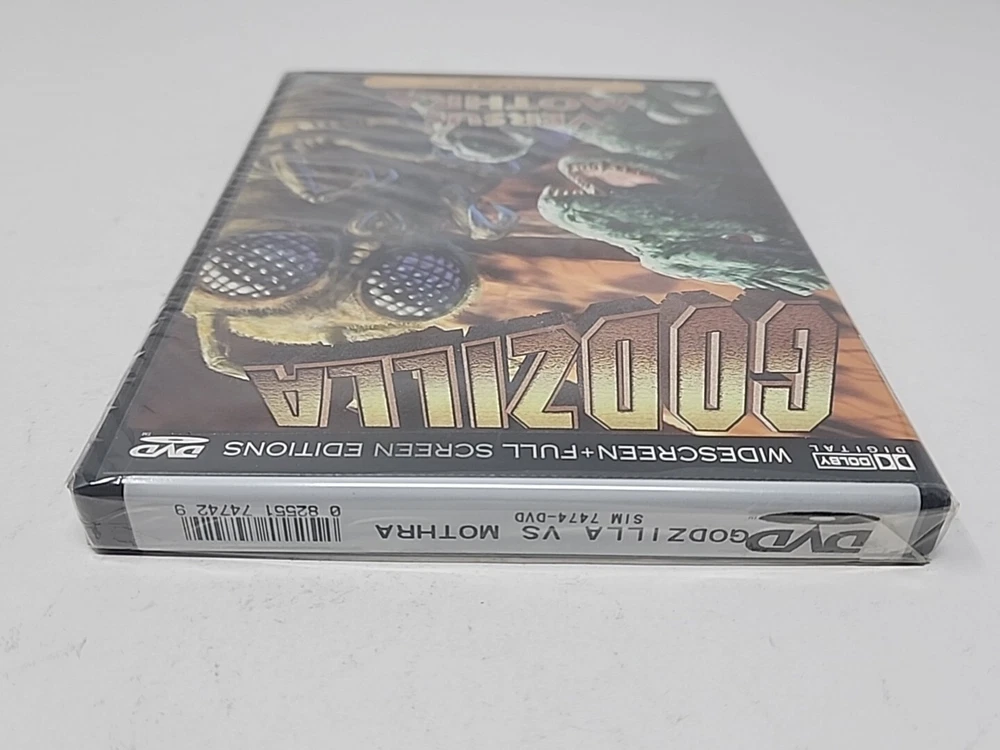 DVD
GODZILLA VS MOTHRA
SIM 7474-DVD
0 82551 74742 9
DOLBY
DIGITAL
WIDESCREEN+FULL SCREEN EDITIONS
DVD
GODZILLA
VERSUS
MOTHRA